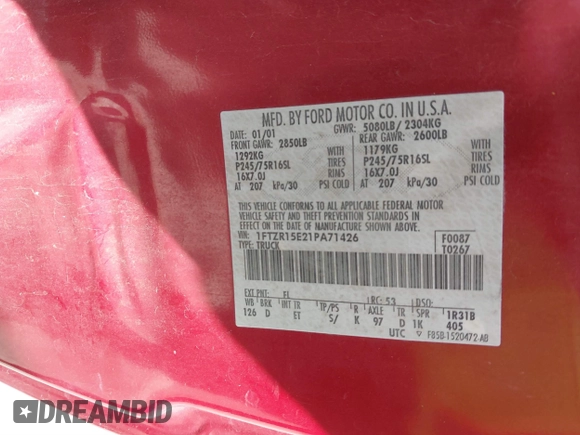 MFD. BY FORD MOTOR CO. IN U.S.A.
DATE: 01/01 GVWR: 5080LB/ 2304KG
FRONT GAWR: 2850LB REAR GAWR: 2600LB
1292KG WITH 1179KG WITH
P245/75R16SL TIRES P245/75R16SL TIRES
16X7.0J RIMS 16X7.0J RIMS
AT 207 kPa/30 PSI COLD AT 207 kPa/30 PSI COLD
THIS VEHICLE CONFORMS TO ALL APPLICABLE FEDERAL MOTOR
VEHICLE SAFETY AND THEFT PREVENTION STANDARDS IN
EFFECT ON THE DATE OF MANUFACTURE SHOWN ABOVE.
VIN: 1FTZR15E21PA71426 F0087
TYPE: TRUCK T0267
EXT PNT: FL RC: 53 DSO:
WB BRK INT TR TP/PS R AXLE TR SPR 1R31B
126 D ET S/ K 97 D 1K 405
UTC F85B-1520472-AB
DREAMBID